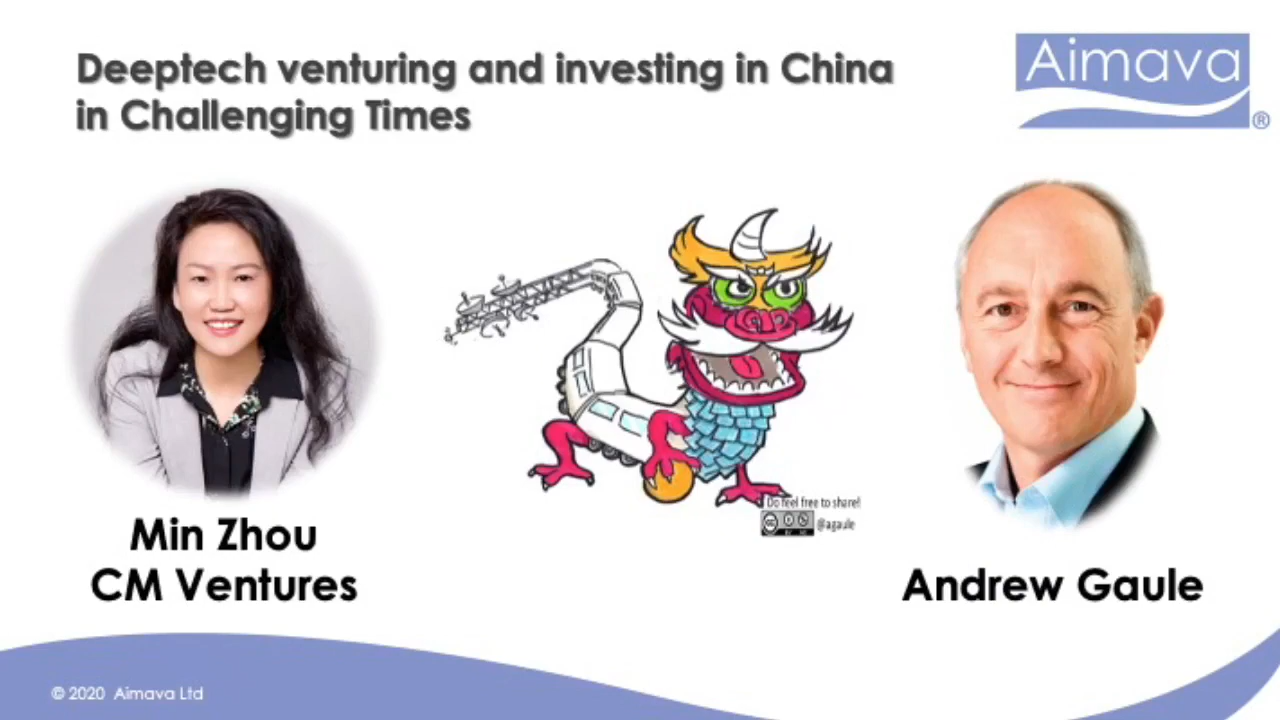 Deeptech venturing and investing in China
in Challenging Times
Aimava
®
Min Zhou
CM Ventures
Do feel free to share!
@agaule
Andrew Gaule
© 2020 Aimava Ltd